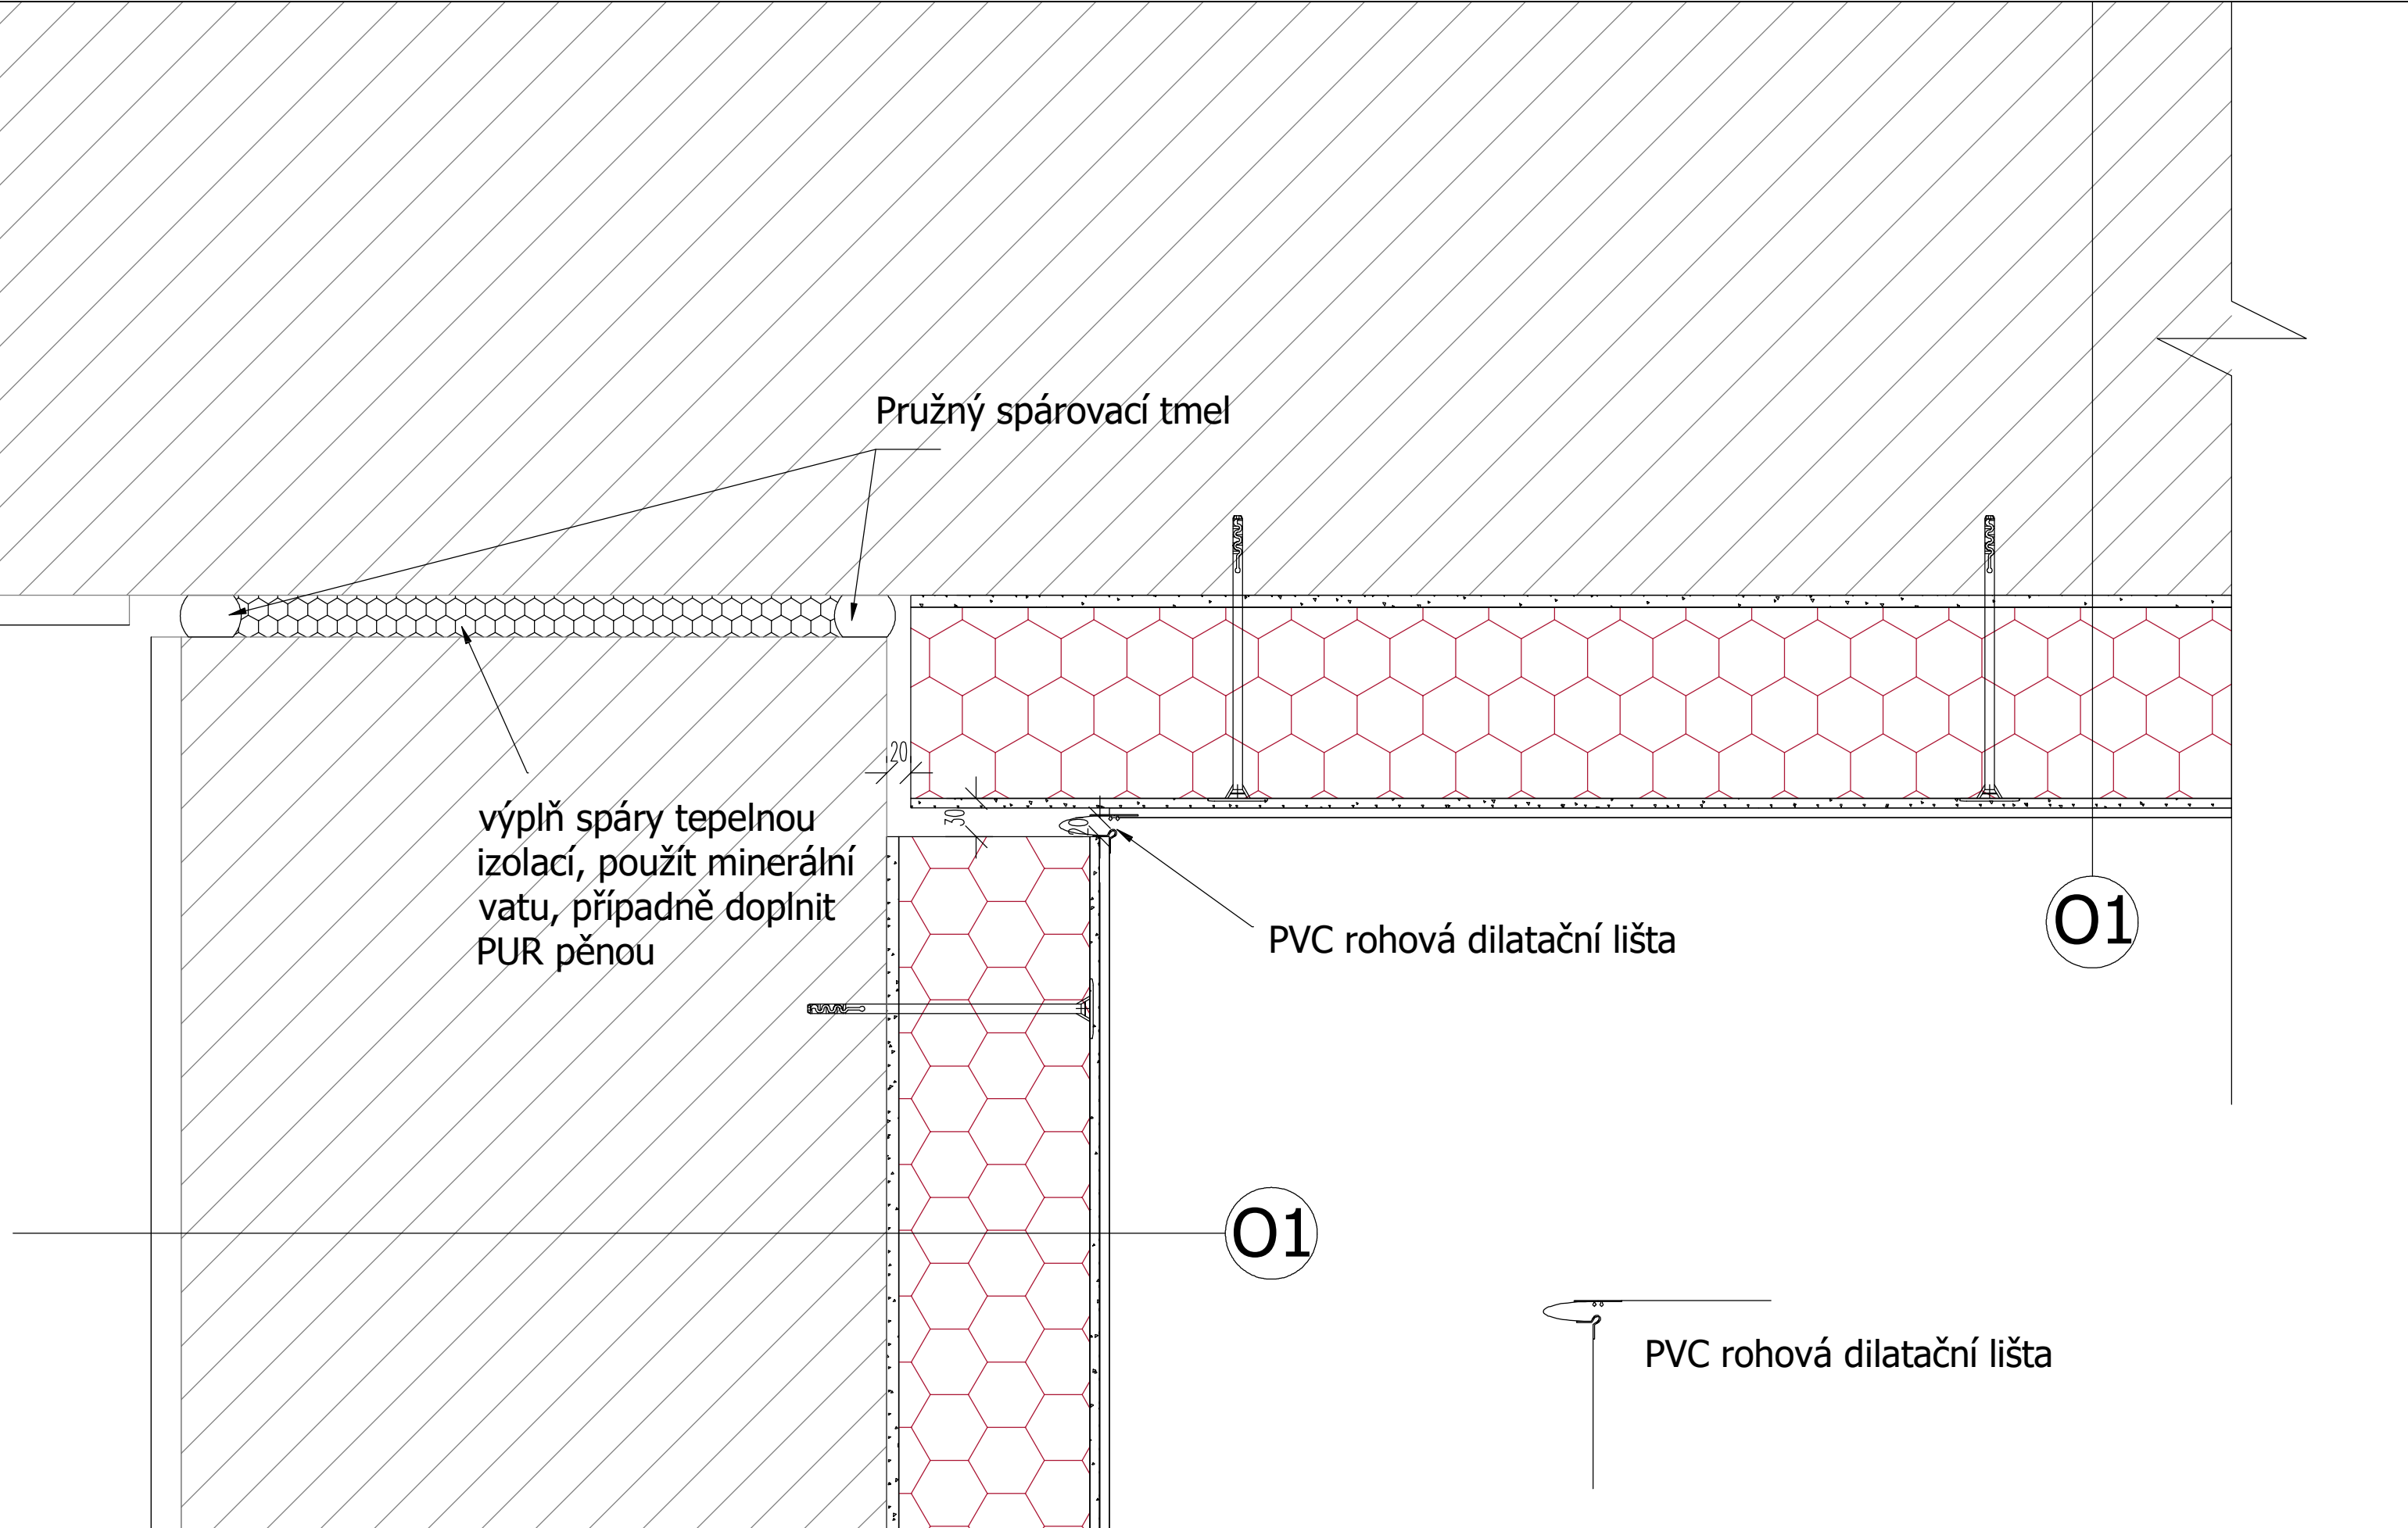 Pružný spárovací tmel
20
30
20
výplň spáry tepelnou
izolací, použít minerální
vatu, případně doplnit
PUR pěnou
PVC rohová dilatační lišta
O1
O1
PVC rohová dilatační lišta